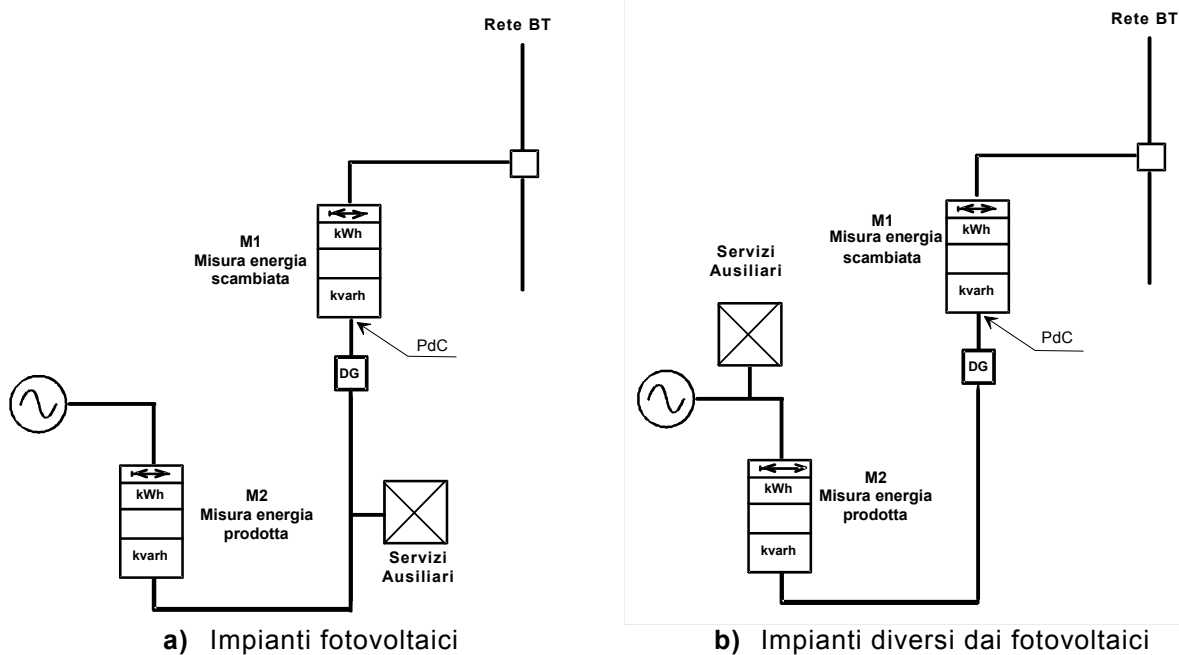 Rete BT
M1
Misura energia
scambiata
kWh
kvarh
PdC
DG
kWh
kvarh
M2
Misura energia
prodotta
Servizi
Ausiliari
a) Impianti fotovoltaici
Rete BT
Servizi
Ausiliari
M1
Misura energia
scambiata
kWh
kvarh
PdC
DG
kWh
kvarh
M2
Misura energia
prodotta
b) Impianti diversi dai fotovoltaici